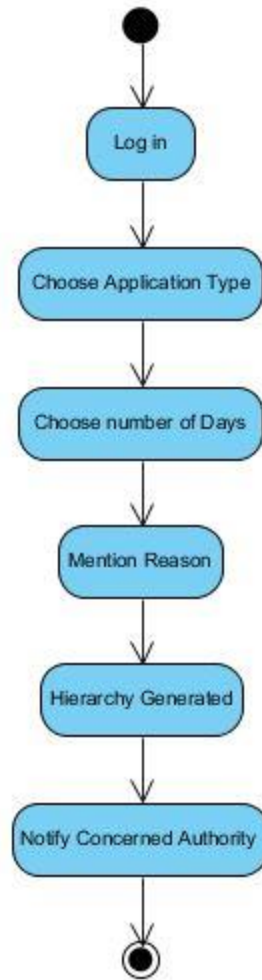 Log in
Choose Application Type
Choose number of Days
Mention Reason
Hierarchy Generated
Notify Concerned Authority